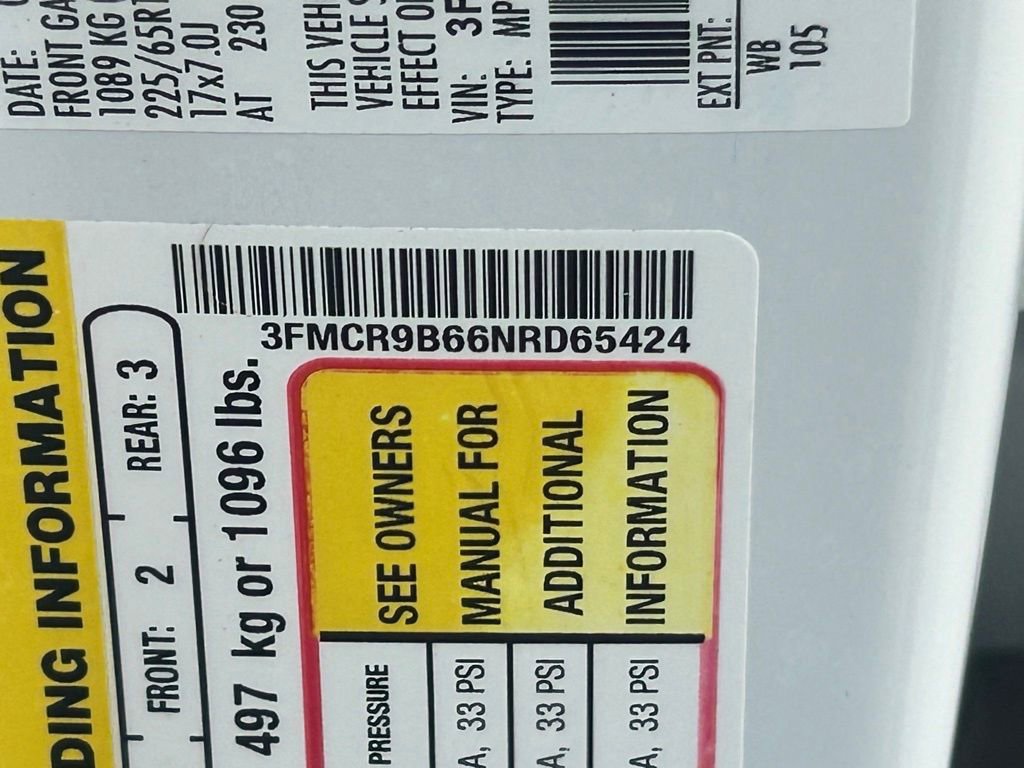 DATE:
FRONT GA
1089 KG
225/65R1
17x7.0J
AT 230
THIS VEH
VEHICLE S
EFFECT O
VIN: 3F
TYPE: MP
EXT PNT:
WB
105
3FMCR9B66NRD65424
DING INFORMATION
FRONT: 2 REAR: 3
497 kg or 1096 lbs.
PRESSURE
A, 33 PSI
A, 33 PSI
A, 33 PSI
SEE OWNERS
MANUAL FOR
ADDITIONAL
INFORMATION